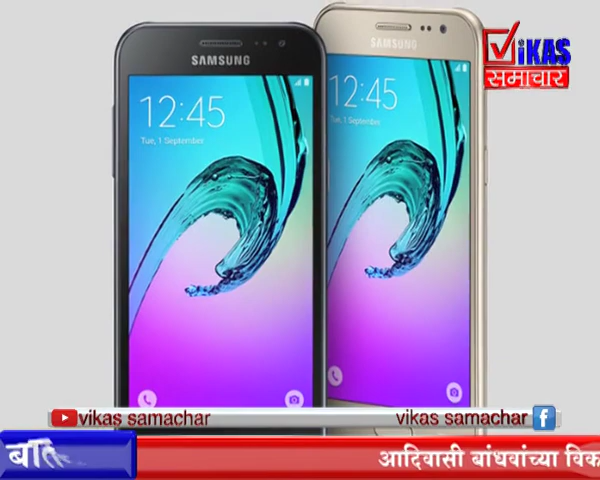 SAMSUNG
12:45
Tue, 1 September
SAMSUNG
12:45
Tue, 1 September
ViKAS
समाचार
vikas samachar
vikas samachar
आदिवासी बांधवांच्या विक